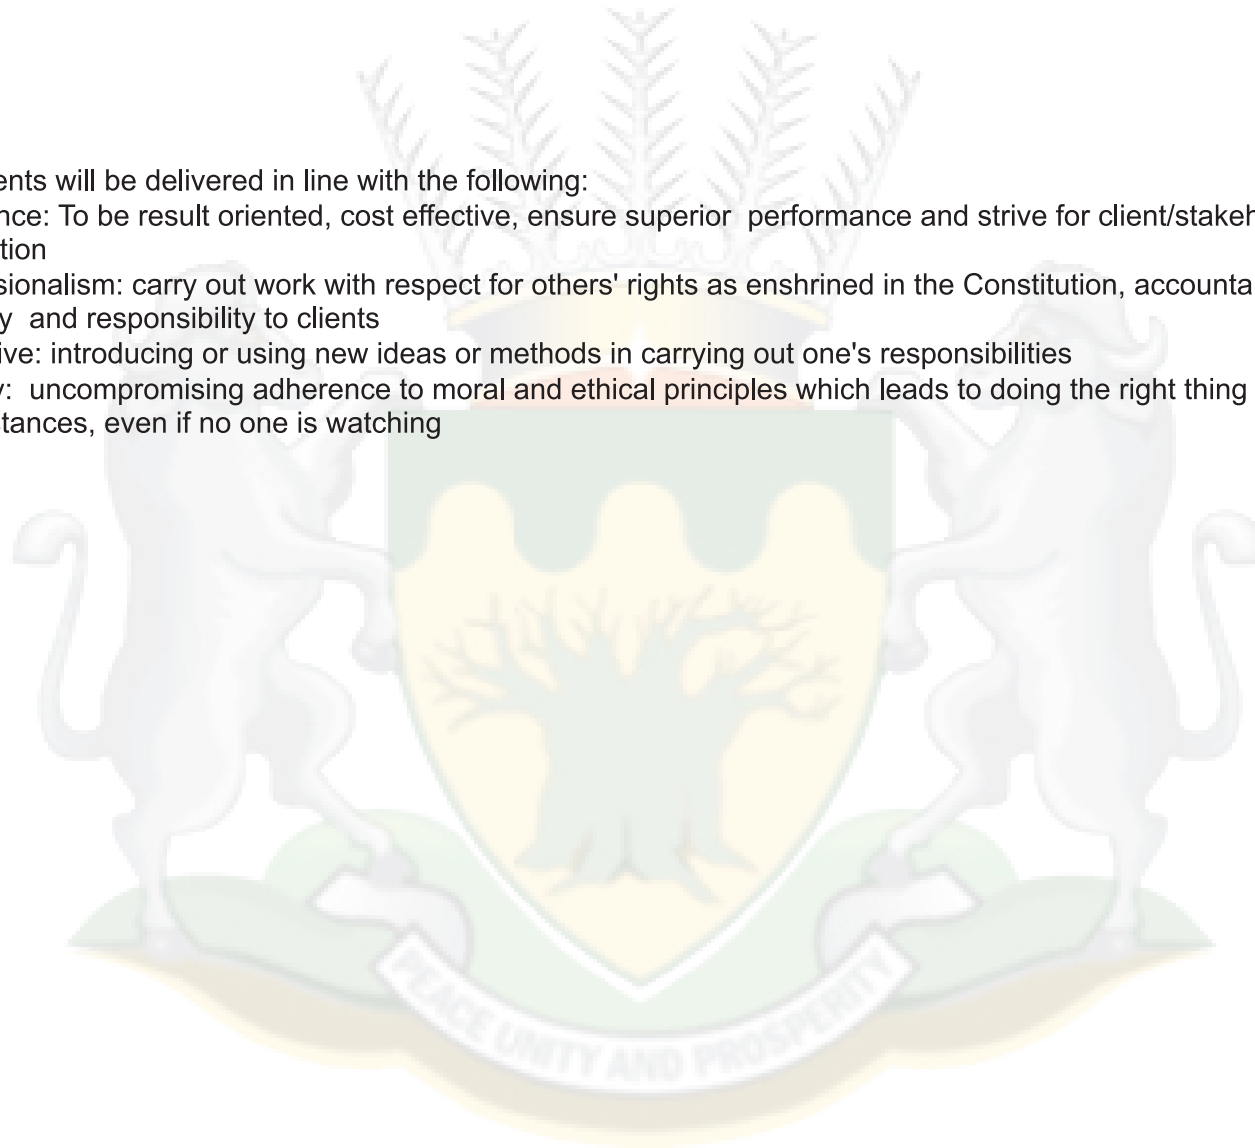 ents will be delivered in line with the following:
nce: To be result oriented, cost effective, ensure superior  performance and strive for client/stakeh
tion
sionalism: carry out work with respect for others' rights as enshrined in the Constitution, accounta
y  and responsibility to clients
ive: introducing or using new ideas or methods in carrying out one's responsibilities
y:  uncompromising adherence to moral and ethical principles which leads to doing the right thing
stances, even if no one is watching
PEACE UNITY AND PROSPERITY